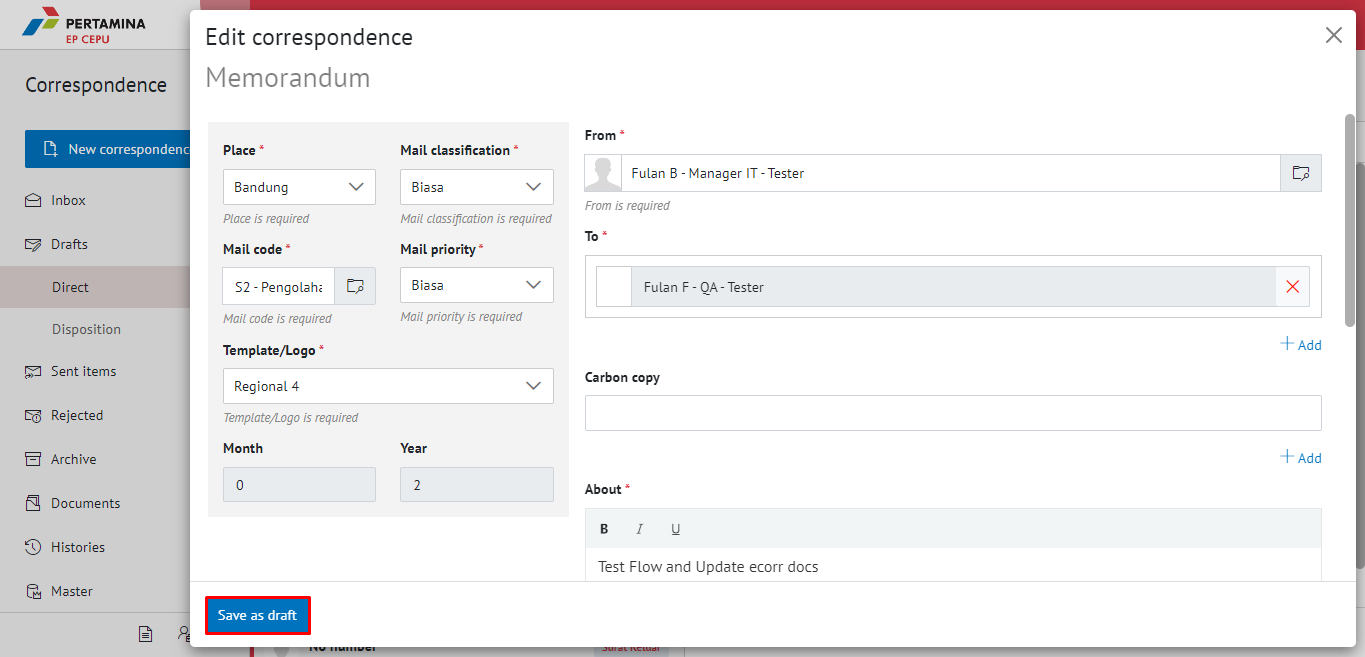 PERTAMINA
EP CEPU
Correspondence
New correspondenc
Inbox
Drafts
Direct
Disposition
Sent items
Rejected
Archive
Documents
Histories
Master
Edit correspondence
Memorandum
Place *
Mail classification *
Bandung
Biasa
Place is required
Mail classification is required
Mail code *
Mail priority *
S2 - Pengolaha
Biasa
Mail code is required
Mail priority is required
Template/Logo *
Regional 4
Template/Logo is required
Month
Year
0
2
From *
Fulan B - Manager IT - Tester
From is required
To *
Fulan F - QA - Tester
+ Add
Carbon copy
+ Add
About *
B I U
Test Flow and Update ecorr docs
Save as draft
No number
Surat Keluar